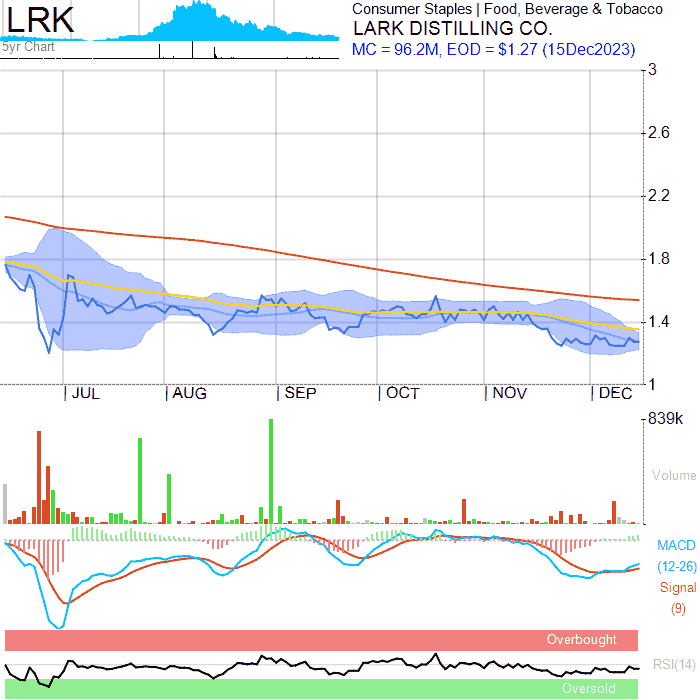 LRK
5yr Chart
Consumer Staples | Food, Beverage & Tobacco
LARK DISTILLING CO.
MC = 96.2M, EOD = $1.27 (15Dec2023)
3
2.6
2.2
1.8
1.4
1
JUL AUG SEP OCT NOV DEC
839k
Volume
MACD
(12-26)
Signal
(9)
Overbought
RSI(14)
Oversold